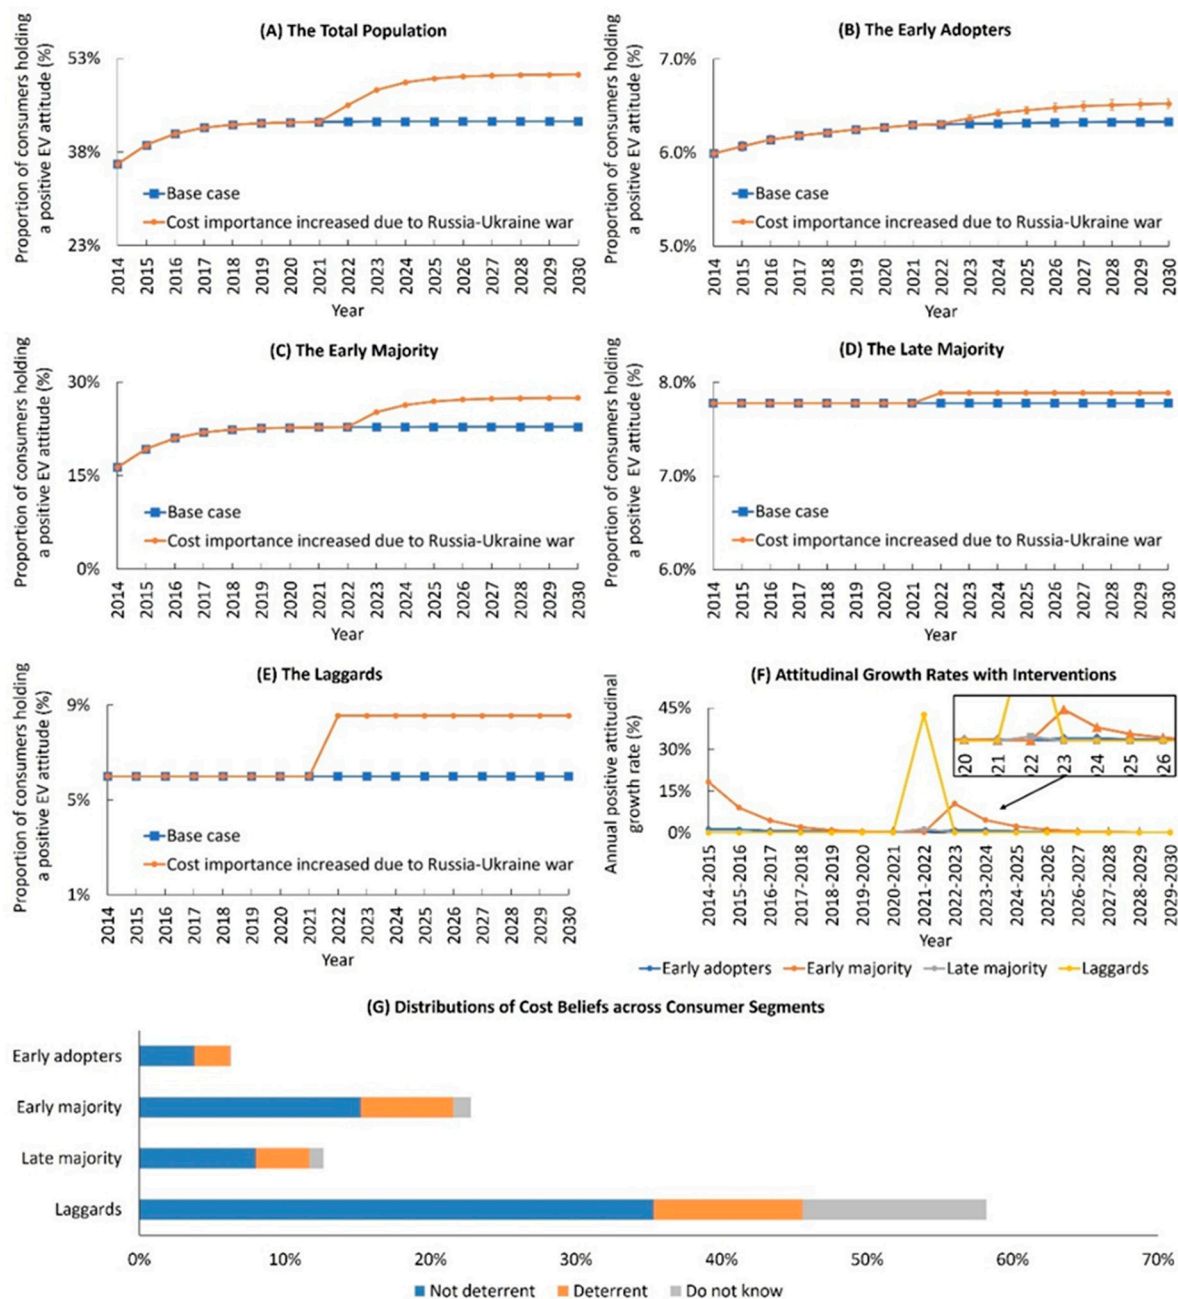 (A) The Total Population
Proportion of consumers holding
a positive EV attitude (%)
53%
38%
23%
Base case
Cost importance increased due to Russia-Ukraine war
2014 2015 2016 2017 2018 2019 2020 2021 2022 2023 2024 2025 2026 2027 2028 2029 2030
Year
(B) The Early Adopters
Proportion of consumers holding
a positive EV attitude (%)
7.0%
6.0%
5.0%
Base case
Cost importance increased due to Russia-Ukraine war
2014 2015 2016 2017 2018 2019 2020 2021 2022 2023 2024 2025 2026 2027 2028 2029 2030
Year
(C) The Early Majority
Proportion of consumers holding
a positive EV attitude (%)
30%
15%
0%
Base case
Cost importance increased due to Russia-Ukraine war
2014 2015 2016 2017 2018 2019 2020 2021 2022 2023 2024 2025 2026 2027 2028 2029 2030
Year
(D) The Late Majority
Proportion of consumers holding
a positive EV attitude (%)
8.0%
7.0%
6.0%
Base case
Cost importance increased due to Russia-Ukraine war
2014 2015 2016 2017 2018 2019 2020 2021 2022 2023 2024 2025 2026 2027 2028 2029 2030
Year
(E) The Laggards
Proportion of consumers holding
a positive EV attitude (%)
9%
5%
1%
Base case
Cost importance increased due to Russia-Ukraine war
2014 2015 2016 2017 2018 2019 2020 2021 2022 2023 2024 2025 2026 2027 2028 2029 2030
Year
(F) Attitudinal Growth Rates with Interventions
Annual positive attitudinal
growth rate (%)
45%
30%
15%
0%
20 21 22 23 24 25 26
2014-2015 2015-2016 2016-2017 2017-2018 2018-2019 2019-2020 2020-2021 2021-2022 2022-2023 2023-2024 2024-2025 2025-2026 2026-2027 2027-2028 2028-2029 2029-2030
Year
Early adopters Early majority Late majority Laggards
(G) Distributions of Cost Beliefs across Consumer Segments
Early adopters
Early majority
Late majority
Laggards
0% 10% 20% 30% 40% 50% 60% 70%
Not deterrent Deterrent Do not know